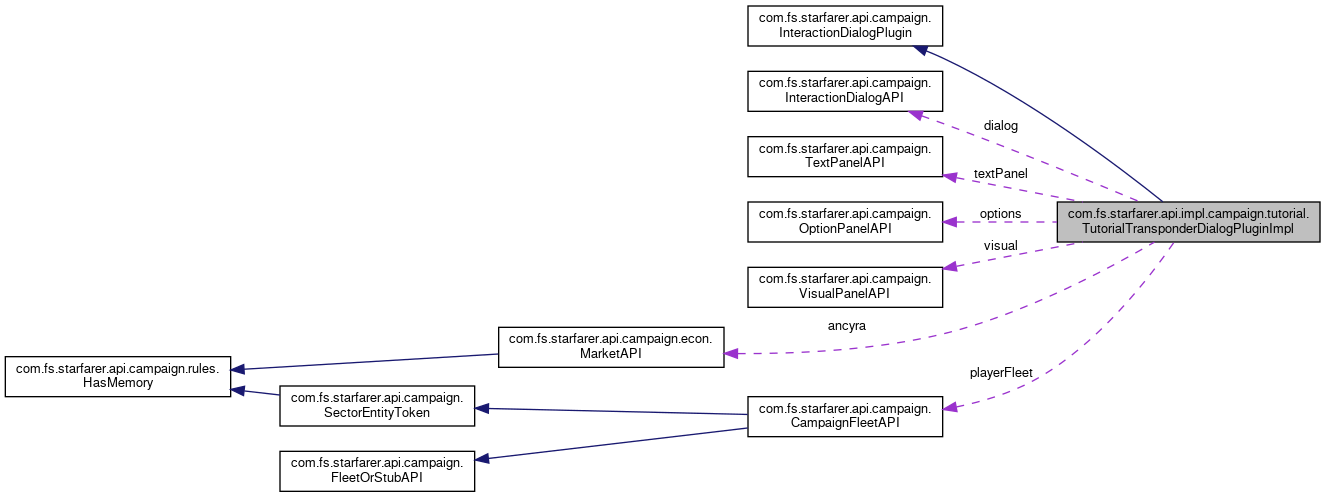 com.fs.starfarer.api.campaign.
InteractionDialogPlugin
com.fs.starfarer.api.campaign.
InteractionDialogAPI
dialog
com.fs.starfarer.api.campaign.
TextPanelAPI
textPanel
com.fs.starfarer.api.campaign.
OptionPanelAPI
options
com.fs.starfarer.api.impl.campaign.tutorial.
TutorialTransponderDialogPluginImpl
visual
com.fs.starfarer.api.campaign.
VisualPanelAPI
ancyra
com.fs.starfarer.api.campaign.econ.
MarketAPI
com.fs.starfarer.api.campaign.rules.
HasMemory
playerFleet
com.fs.starfarer.api.campaign.
SectorEntityToken
com.fs.starfarer.api.campaign.
CampaignFleetAPI
com.fs.starfarer.api.campaign.
FleetOrStubAPI